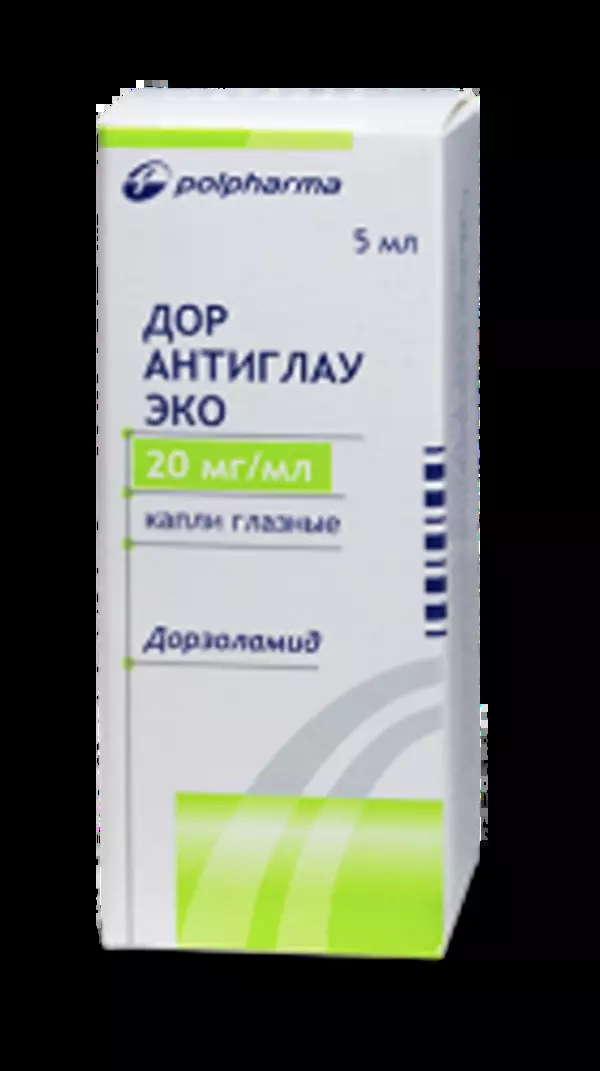 polpharma
5 мл
ДОР
АНТИГЛАУ
ЭКО
20 мг/мл
капли глазные
Дорзоламид